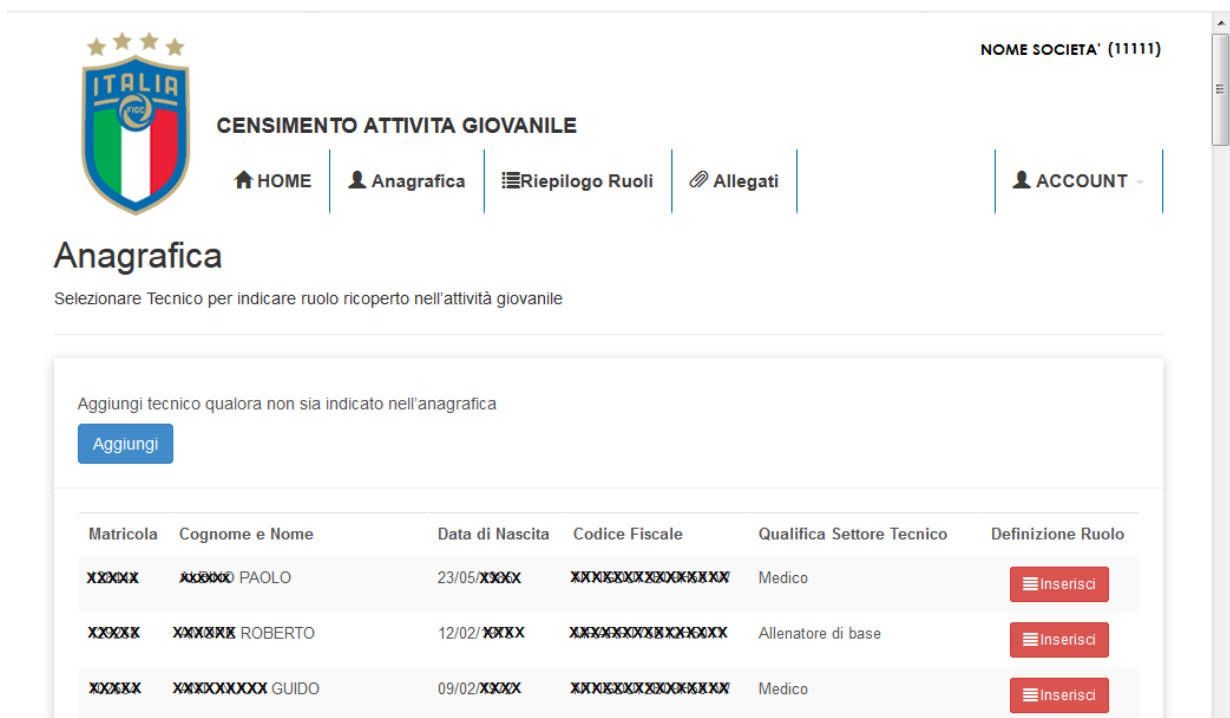 NOME SOCIETA' (11111)
ITALIA
FIGC
CENSIMENTO ATTIVITA GIOVANILE
HOME Anagrafica Riepilogo Ruoli Allegati ACCOUNT
Anagrafica
Selezionare Tecnico per indicare ruolo ricoperto nell'attività giovanile
Aggiungi tecnico qualora non sia indicato nell'anagrafica
Aggiungi
Matricola Cognome e Nome Data di Nascita Codice Fiscale Qualifica Settore Tecnico Definizione Ruolo
PAOLO 23/05/ Medico Inserisci
ROBERTO 12/02/ Allenatore di base Inserisci
GUIDO 09/02/ Medico Inserisci